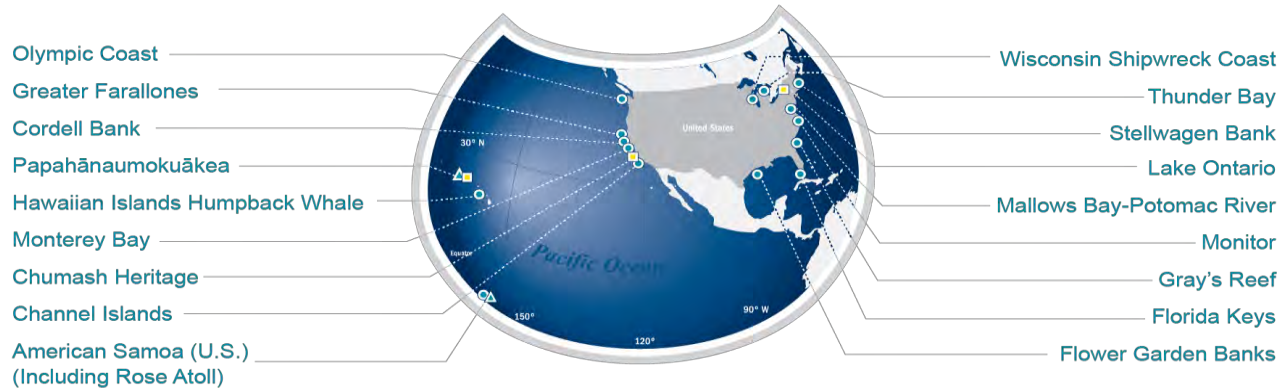 Olympic Coast
Greater Farallones
Cordell Bank
Papahānaumokuākea
Hawaiian Islands Humpback Whale
Monterey Bay
Chumash Heritage
Channel Islands
American Samoa (U.S.)
(Including Rose Atoll)
United States
30° N
Equator
Pacific Ocean
150°
120°
90° W
Wisconsin Shipwreck Coast
Thunder Bay
Stellwagen Bank
Lake Ontario
Mallows Bay-Potomac River
Monitor
Gray's Reef
Florida Keys
Flower Garden Banks